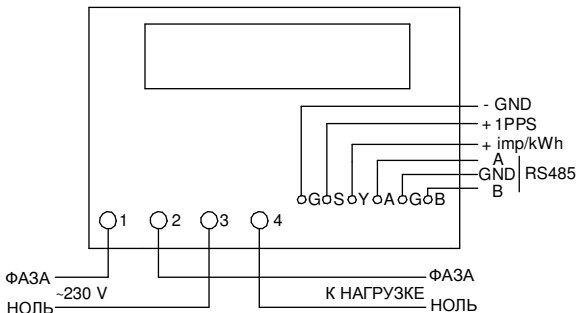 - GND
+ 1PPS
+ imp/kWh
A
GND
RS485
B
G S Y A G B
1 2 3 4
ФАЗА
~230 V
НОЛЬ
К НАГРУЗКЕ
ФАЗА
НОЛЬ